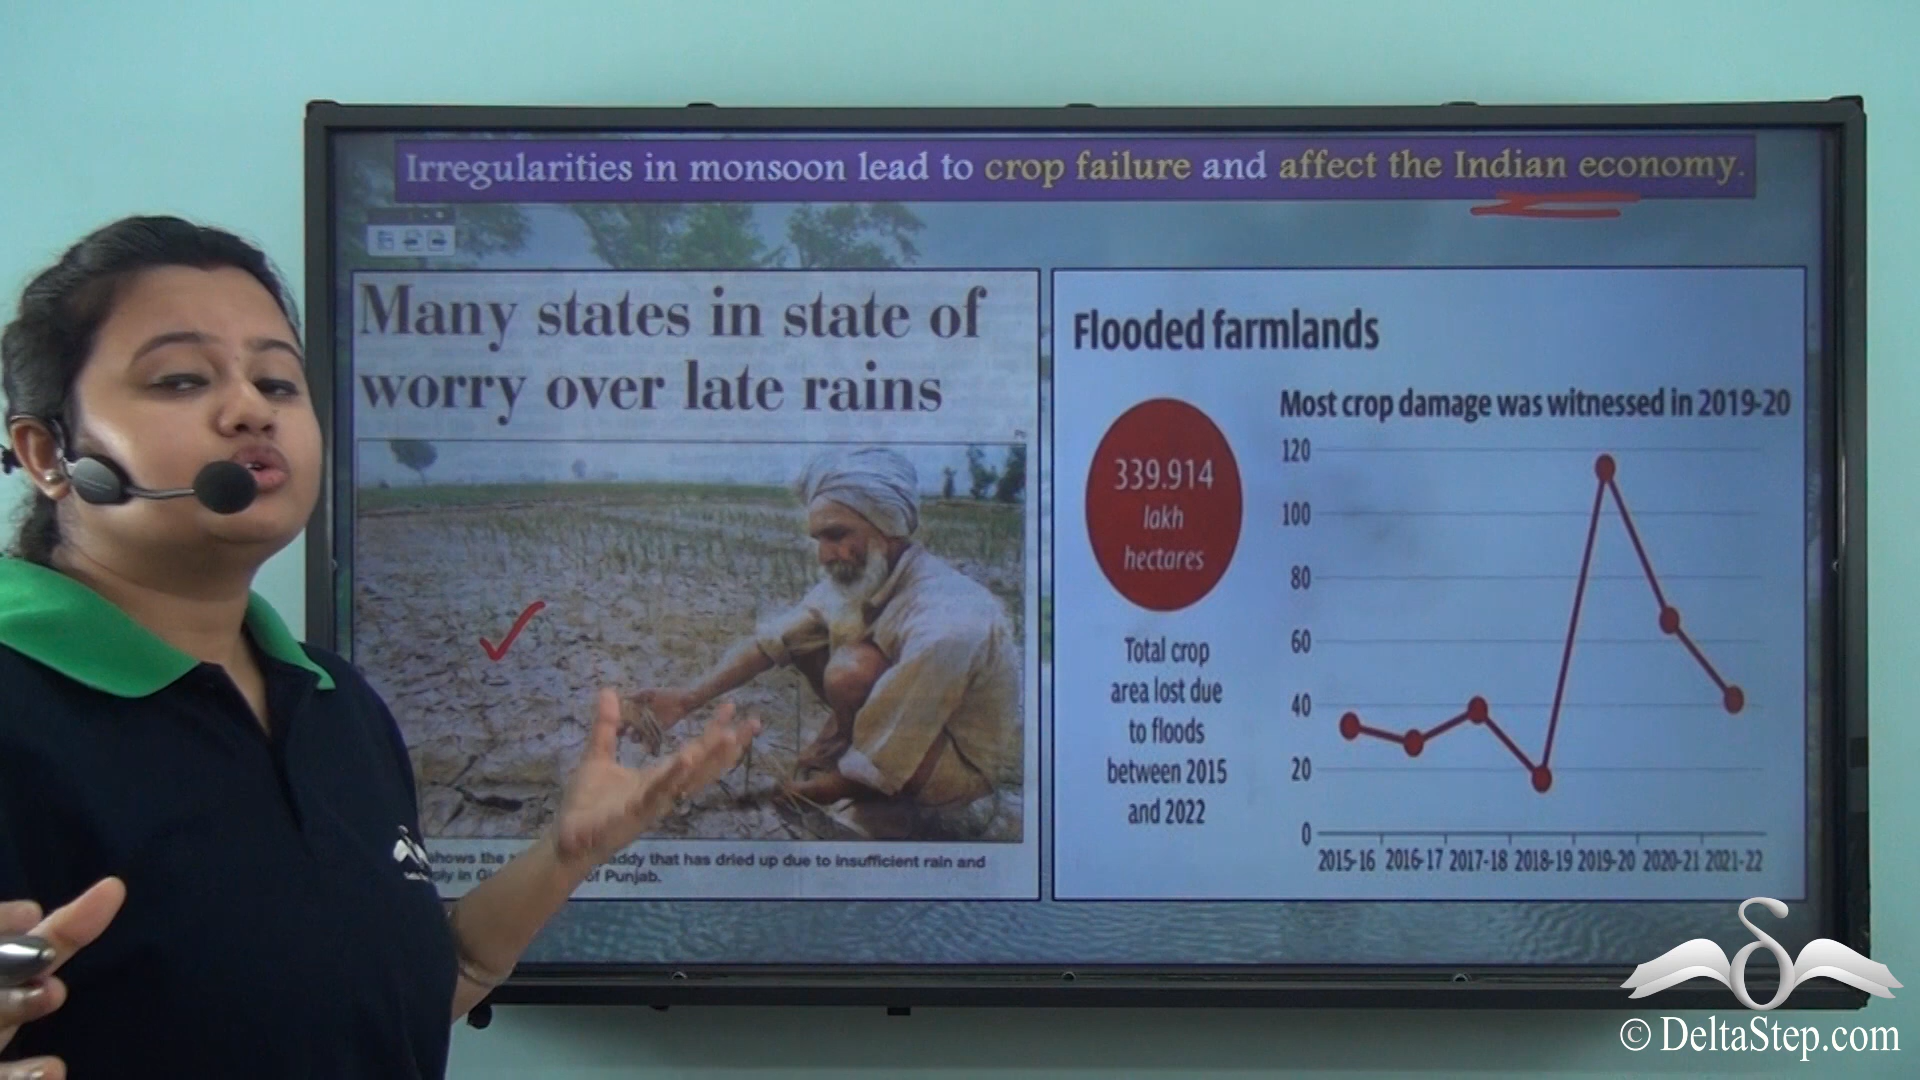 Irregularities in monsoon lead to crop failure and affect the Indian economy.
Many states in state of
worry over late rains
shows the addy that has dried up due to insufficient rain and
of Punjab.
Flooded farmlands
339.914
lakh
hectares
Total crop
area lost due
to floods
between 2015
and 2022
Most crop damage was witnessed in 2019-20
120
100
80
60
40
20
0
2015-16 2016-17 2017-18 2018-19 2019-20 2020-21 2021-22
© DeltaStep.com